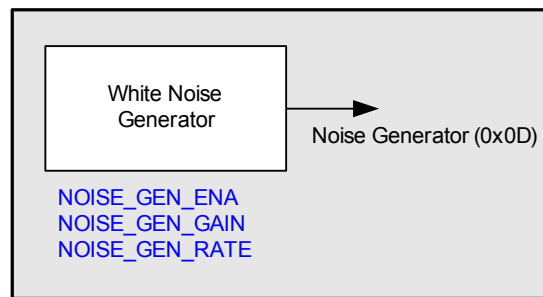 White Noise
Generator
Noise Generator (0x0D)
NOISE_GEN_ENA
NOISE_GEN_GAIN
NOISE_GEN_RATE